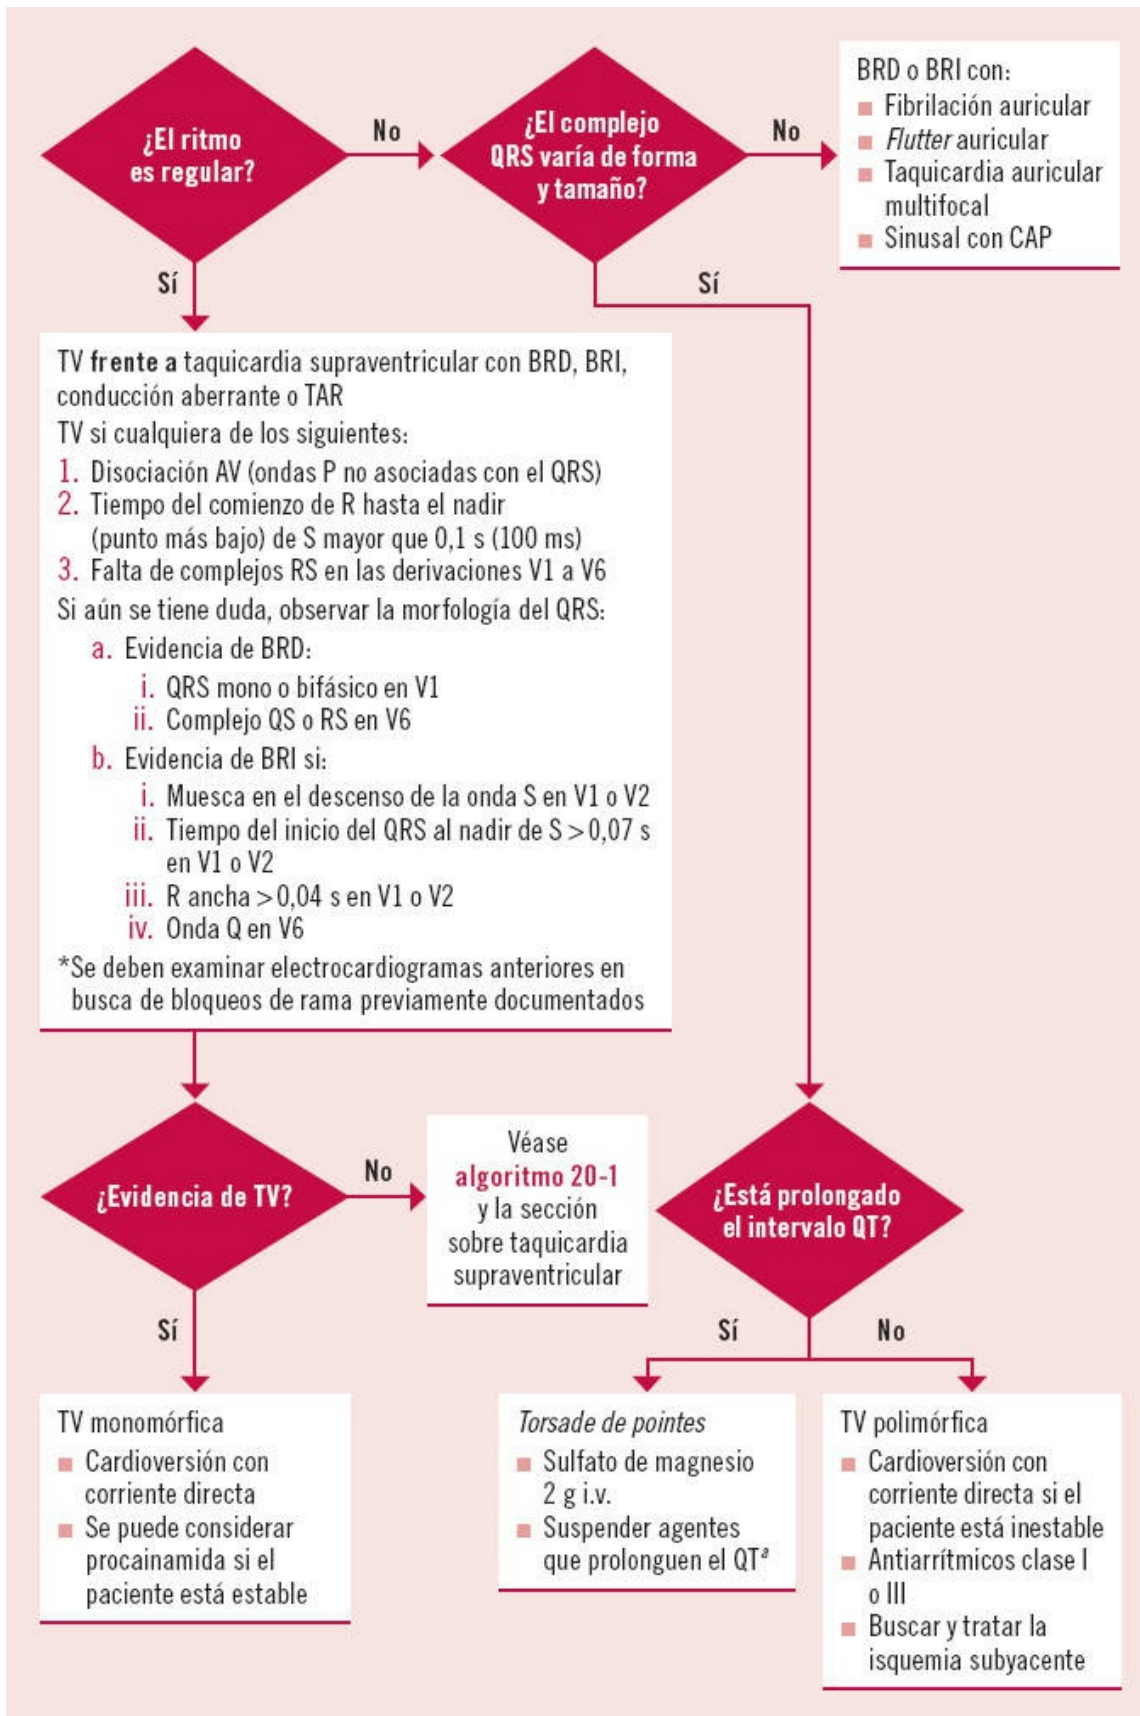 ¿El ritmo
es regular?
No
¿El complejo
QRS varía de forma
y tamaño?
No
BRD o BRI con:
Fibrilación auricular
Flutter auricular
Taquicardia auricular
multifocal
Sinusal con CAP
Sí
Sí
TV frente a taquicardia supraventricular con BRD, BRI,
conducción aberrante o TAR
TV si cualquiera de los siguientes:
1. Disociación AV (ondas P no asociadas con el QRS)
2. Tiempo del comienzo de R hasta el nadir
(punto más bajo) de S mayor que 0,1 s (100 ms)
3. Falta de complejos RS en las derivaciones V1 a V6
Si aún se tiene duda, observar la morfología del QRS:
a. Evidencia de BRD:
i. QRS mono o bifásico en V1
ii. Complejo QS o RS en V6
b. Evidencia de BRI si:
i. Muesca en el descenso de la onda S en V1 o V2
ii. Tiempo del inicio del QRS al nadir de S > 0,07 s
en V1 o V2
iii. R ancha > 0,04 s en V1 o V2
iv. Onda Q en V6
*Se deben examinar electrocardiogramas anteriores en
busca de bloqueos de rama previamente documentados
¿Evidencia de TV?
No
Véase
algoritmo 20-1
y la sección
sobre taquicardia
supraventricular
¿Está prolongado
el intervalo QT?
Sí
Sí
No
TV monomórfica
Cardioversión con
corriente directa
Se puede considerar
procainamida si el
paciente está estable
Torsade de pointes
Sulfato de magnesio
2 g i.v.
Suspender agentes
que prolonguen el QTª
TV polimórfica
Cardioversión con
corriente directa si el
paciente está inestable
Antiarrítmicos clase I
o III
Buscar y tratar la
isquemia subyacente